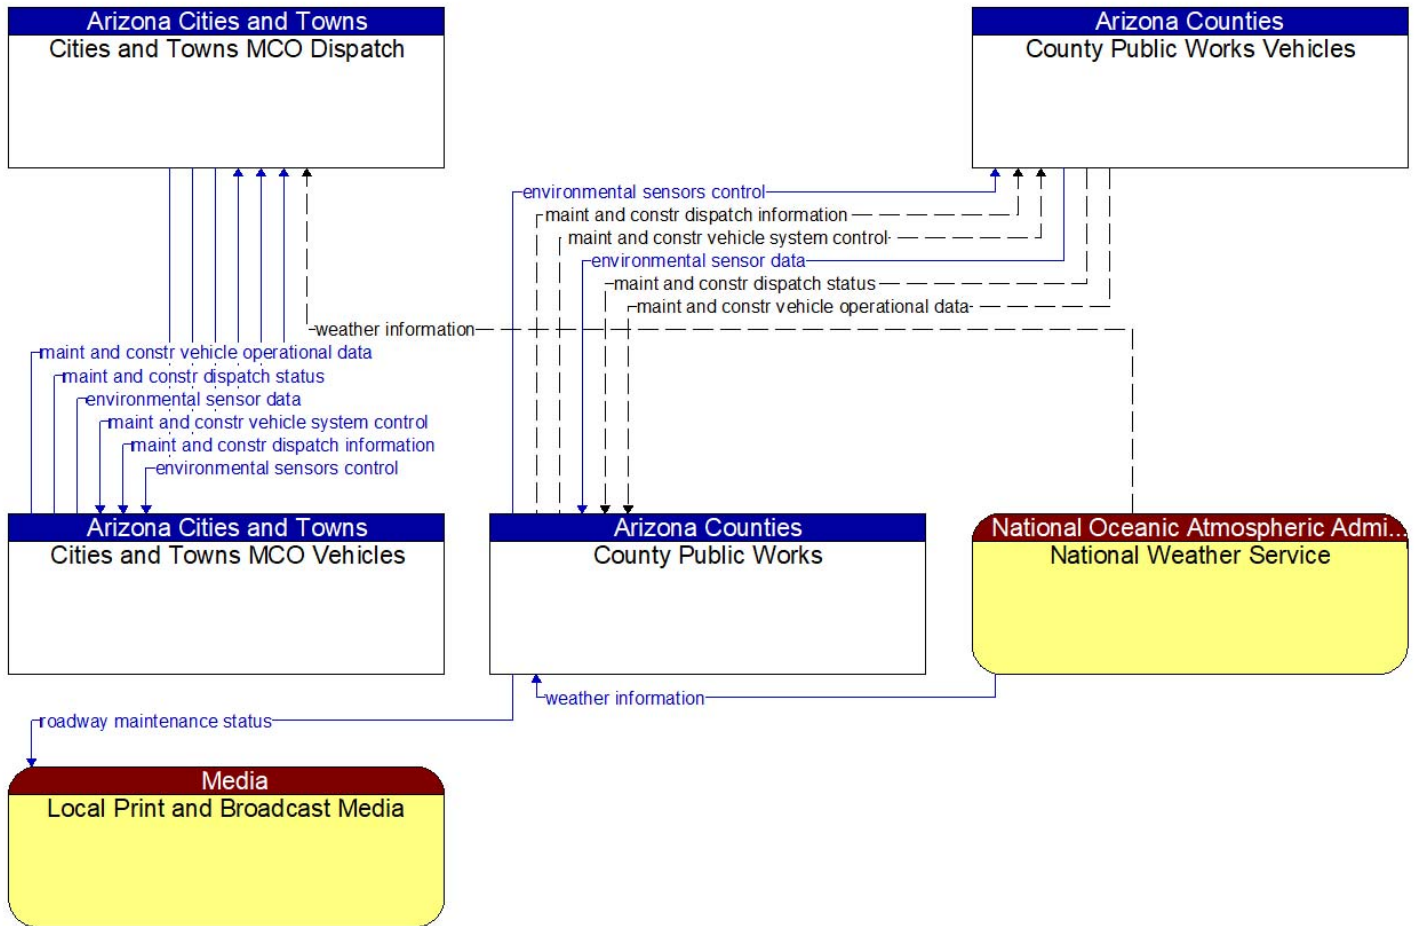 Arizona Cities and Towns
Cities and Towns MCO Dispatch
Arizona Counties
County Public Works Vehicles
environmental sensors control
maint and constr dispatch information
maint and constr vehicle system control
environmental sensor data
maint and constr dispatch status
maint and constr vehicle operational data
weather information
maint and constr vehicle operational data
maint and constr dispatch status
environmental sensor data
maint and constr vehicle system control
maint and constr dispatch information
environmental sensors control
Arizona Cities and Towns
Cities and Towns MCO Vehicles
Arizona Counties
County Public Works
National Oceanic Atmospheric Admi...
National Weather Service
weather information
roadway maintenance status
Media
Local Print and Broadcast Media